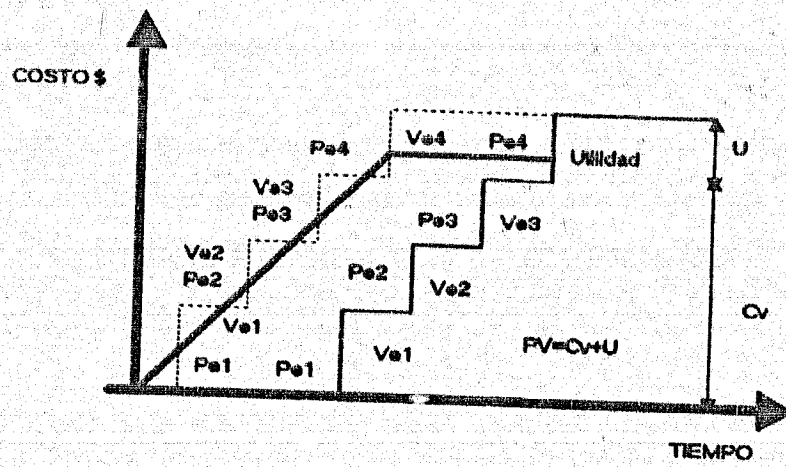 COSTO $
Pe4
Ve4
Pe4
Utilidad
U
Ve3
Pe3
Pe3
Ve3
Ve2
Pe2
Pe2
Ve2
Cv
Ve1
PV=Cv+U
Pe1
Pe1
Ve1
TIEMPO